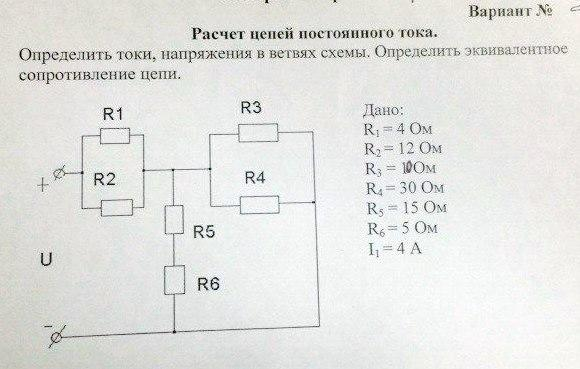 Вариант №
Расчет цепей постоянного тока.
Определить токи, напряжения в ветвях схемы. Определить эквивалентное
сопротивление цепи.
Дано:
R1 = 4 Ом
R2 = 12 Ом
R3 = 10 Ом
R4 = 30 Ом
R5 = 15 Ом
R6 = 5 Ом
I1 = 4 А
R1
R3
R2
R4
+
R5
U
R6
-